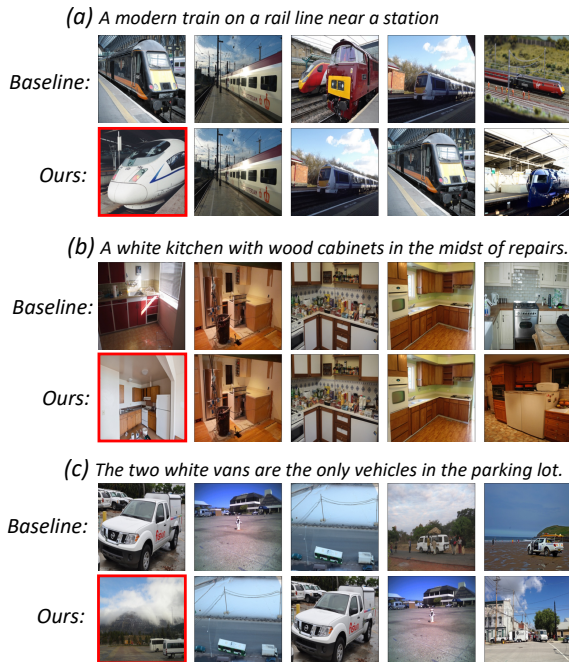 (a) A modern train on a rail line near a station
Baseline:
Ours:
(b) A white kitchen with wood cabinets in the midst of repairs.
Baseline:
Ours:
(c) The two white vans are the only vehicles in the parking lot.
Baseline:
Ours: